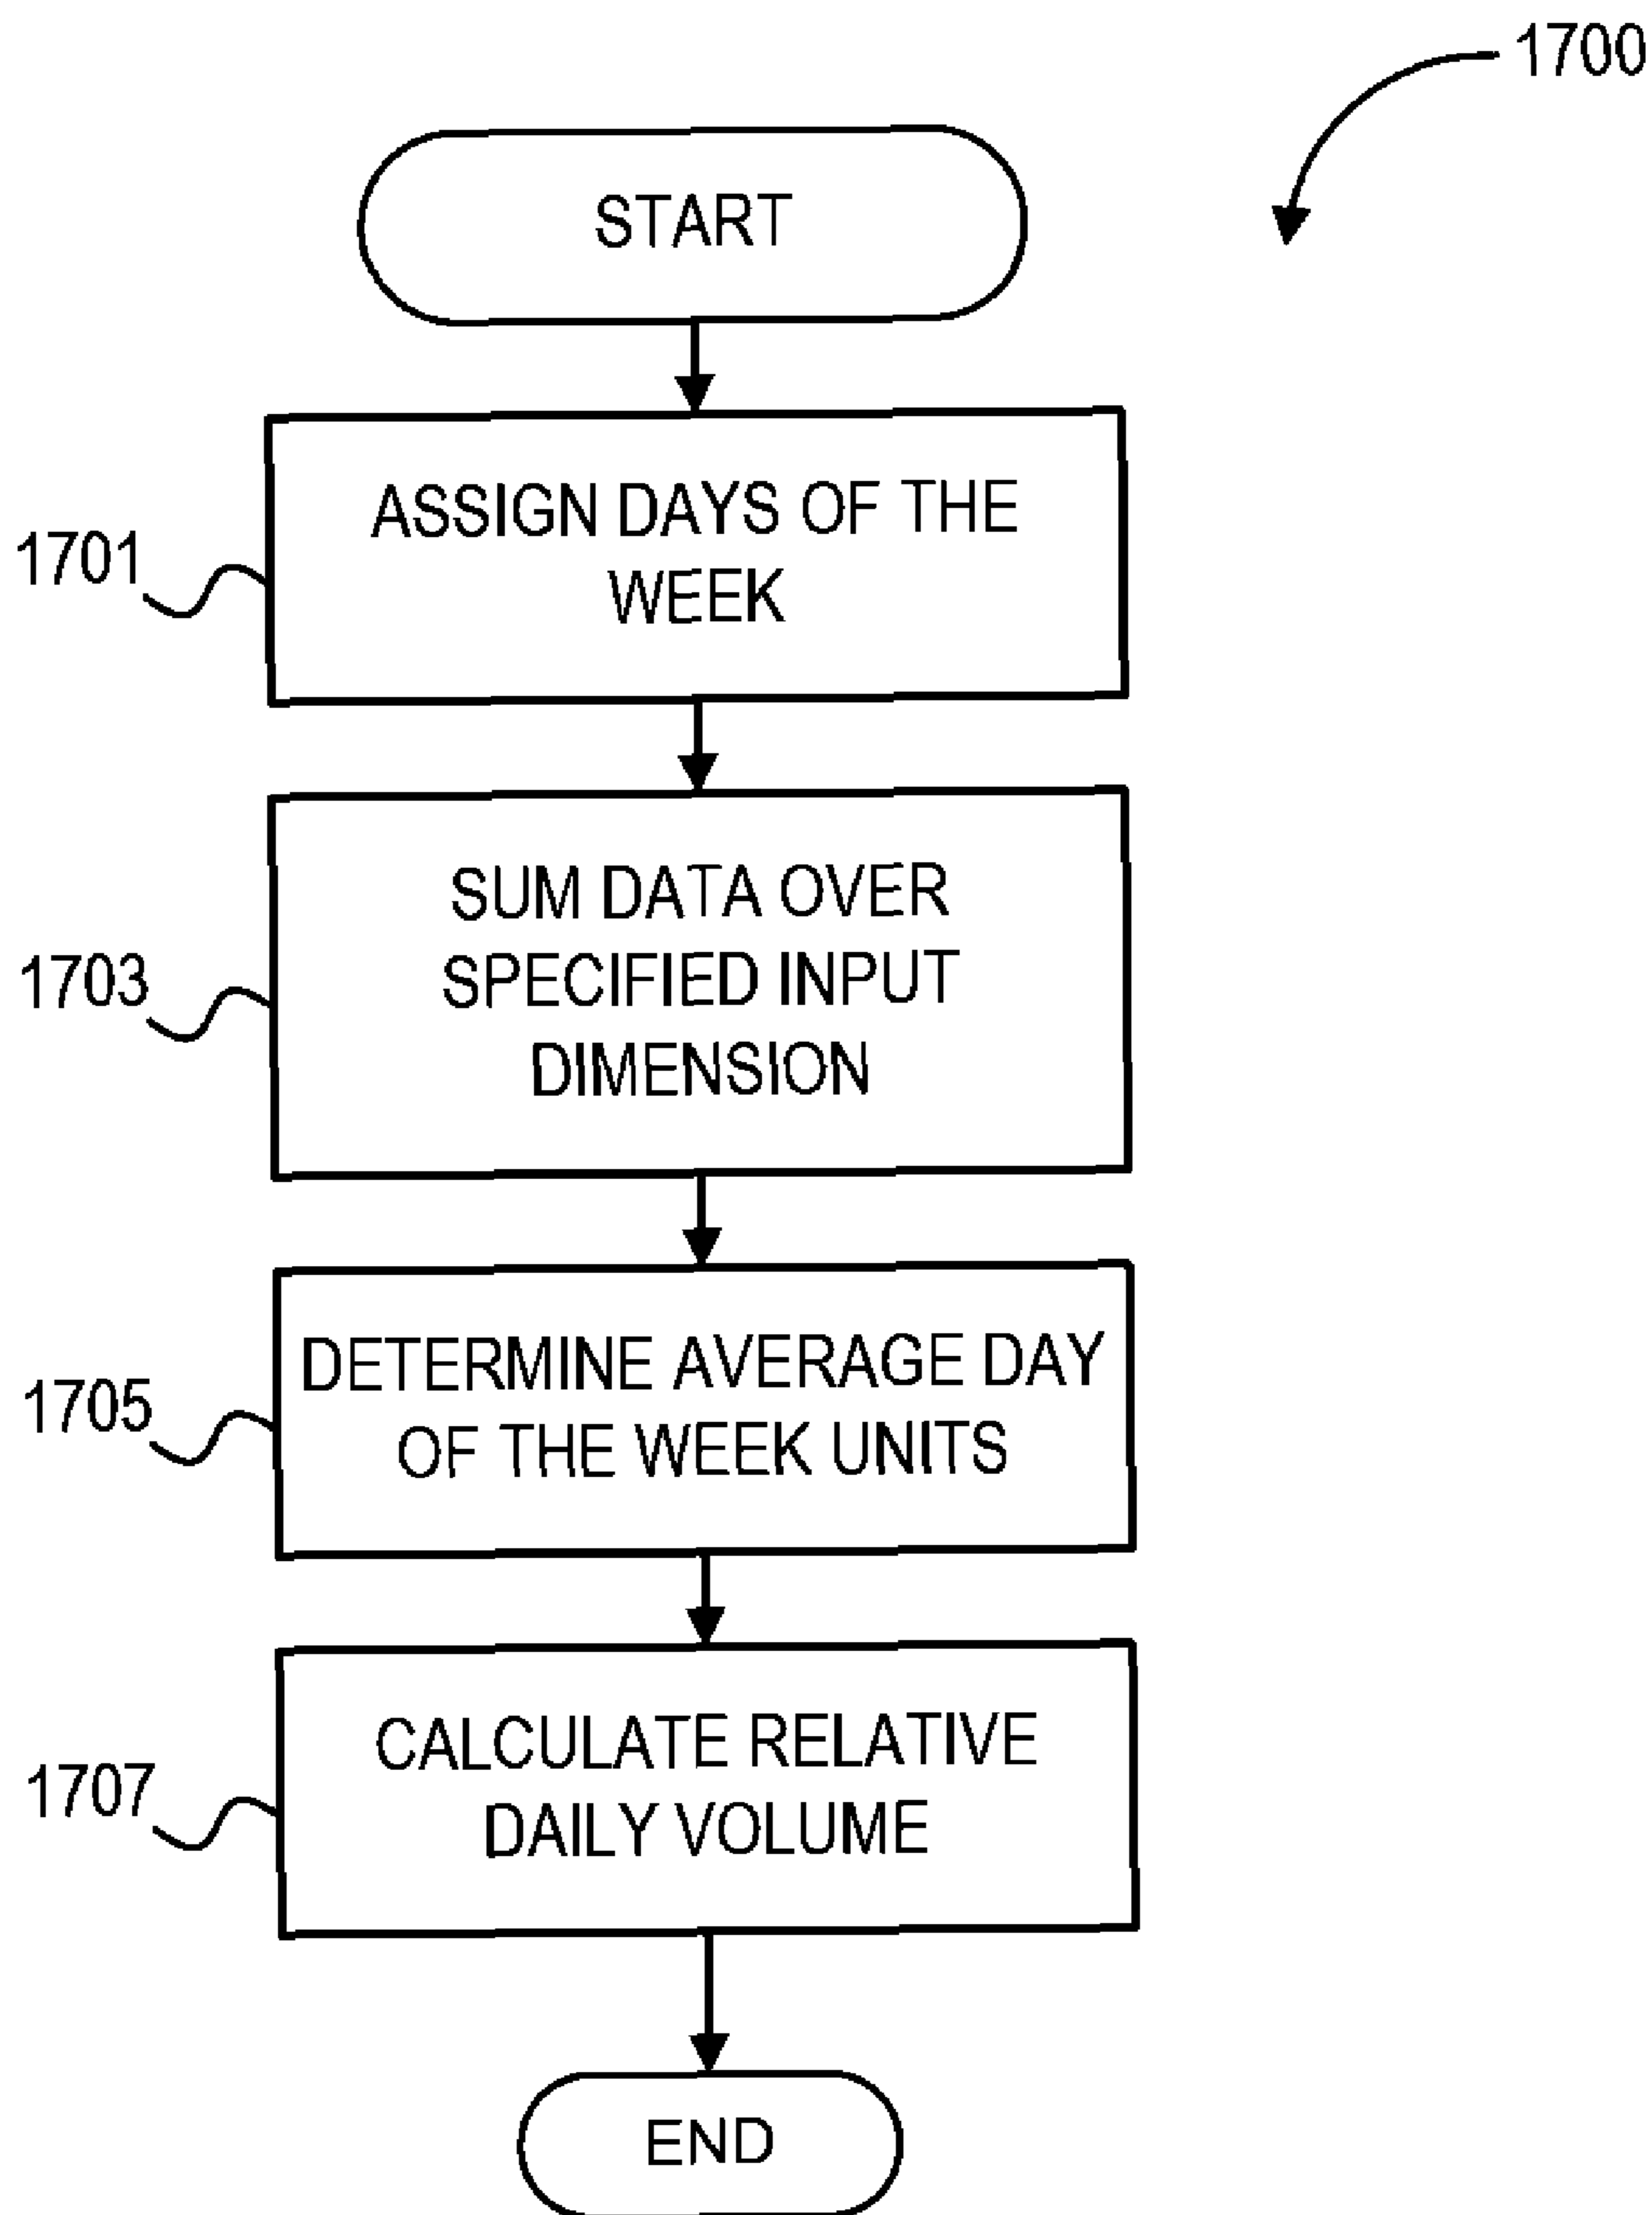 1700
START
ASSIGN DAYS OF THE
WEEK
1701
SUM DATA OVER
SPECIFIED INPUT
DIMENSION
1703
DETERMINE AVERAGE DAY
OF THE WEEK UNITS
1705
CALCULATE RELATIVE
DAILY VOLUME
1707
END